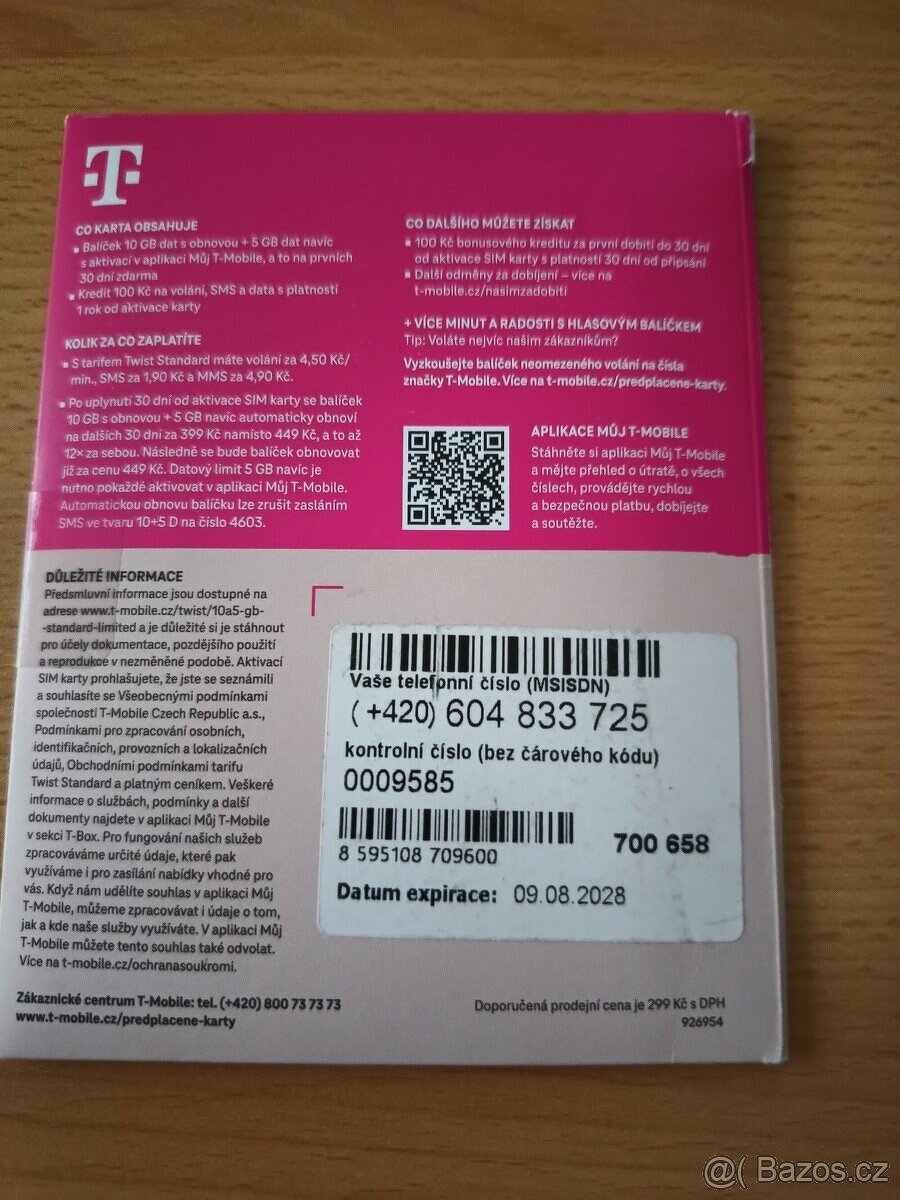 T
CO KARTA OBSAHUJE
▪ Balíček 10 GB dat s obnovou + 5 GB dat navíc
s aktivací v aplikaci Můj T-Mobile, a to na prvních
30 dní zdarma
▪ Kredit 100 Kč na volání, SMS a data s platností
1 rok od aktivace karty
KOLIK ZA CO ZAPLATÍTE
▪ S tarifem Twist Standard máte volání za 4,50 Kč/
min., SMS za 1,90 Kč a MMS za 4,90 Kč.
▪ Po uplynutí 30 dní od aktivace SIM karty se balíček
10 GB s obnovou + 5 GB navíc automaticky obnoví
na dalších 30 dní za 399 Kč namísto 449 Kč, a to až
12× za sebou. Následně se bude balíček obnovovat
již za cenu 449 Kč. Datový limit 5 GB navíc je
nutno pokaždé aktivovat v aplikaci Můj T-Mobile.
Automatickou obnovu balíčku lze zrušit zasláním
SMS ve tvaru 10+5 D na číslo 4603.
CO DALŠÍHO MŮŽETE ZÍSKAT
▪ 100 Kč bonusového kreditu za první dobití do 30 dní
od aktivace SIM karty s platností 30 dní od připsání
▪ Další odměny za dobíjení – více na
t-mobile.cz/nasimzadobiti
+ VÍCE MINUT A RADOSTI S HLASOVÝM BALÍČKEM
Tip: Voláte nejvíc našim zákazníkům?
Vyzkoušejte balíček neomezeného volání na čísla
značky T-Mobile. Více na t-mobile.cz/predplacene-karty.
APLIKACE MŮJ T-MOBILE
Stáhněte si aplikaci Můj T-Mobile
a mějte přehled o útratě, o všech
číslech, provádějte rychlou
a bezpečnou platbu, dobíjejte
a soutěžte.
DŮLEŽITÉ INFORMACE
Předsmluvní informace jsou dostupné na
adrese www.t-mobile.cz/twist/10a5-gb-
-standard-limited a je důležité si je stáhnout
pro účely dokumentace, pozdějšího použití
a reprodukce v nezměněné podobě. Aktivací
SIM karty prohlašujete, že jste se seznámili
a souhlasíte se Všeobecnými podmínkami
společnosti T-Mobile Czech Republic a.s.,
Podmínkami pro zpracování osobních,
identifikačních, provozních a lokalizačních
údajů, Obchodními podmínkami tarifu
Twist Standard a platným ceníkem. Veškeré
informace o službách, podmínky a další
dokumenty najdete v aplikaci Můj T-Mobile
v sekci T-Box. Pro fungování našich služeb
zpracováváme určité údaje, které pak
využíváme i pro zasílání nabídky vhodné pro
vás. Když nám udělíte souhlas v aplikaci Můj
T-Mobile, můžeme zpracovávat i údaje o tom,
jak a kde naše služby využíváte. V aplikaci Můj
T-Mobile můžete tento souhlas také odvolat.
Více na t-mobile.cz/ochranasoukromi.
Vaše telefonní číslo (MSISDN)
(+420) 604 833 725
kontrolní číslo (bez čárového kódu)
0009585
8 595108 709600
700 658
Datum expirace: 09.08.2028
Zákaznické centrum T-Mobile: tel. (+420) 800 73 73 73
www.t-mobile.cz/predplacene-karty
Doporučená prodejní cena je 299 Kč s DPH
926954
@( Bazos.cz